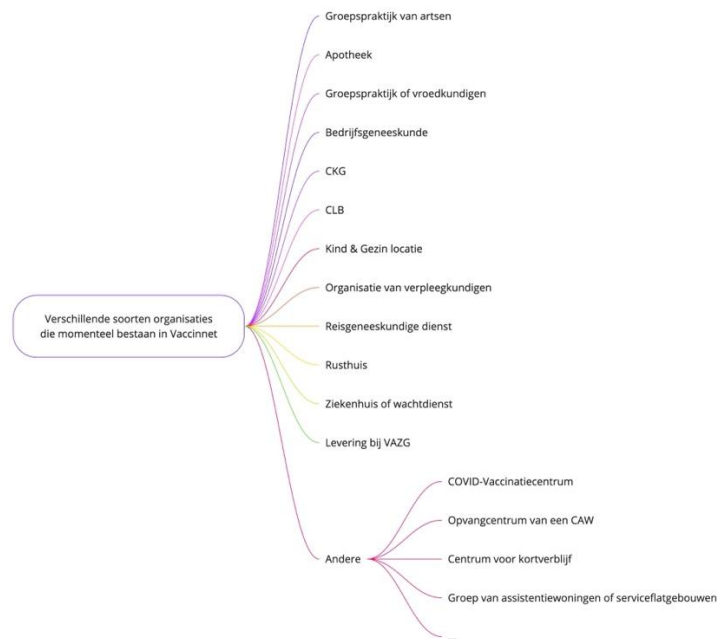 Groepspraktijk van artsen
Apotheek
Groepspraktijk of vroedkundigen
Bedrijfsgeneeskunde
CKG
CLB
Kind & Gezin locatie
Organisatie van verpleegkundigen
Verschillende soorten organisaties
die momenteel bestaan in Vaccinnet
Reisgeneeskundige dienst
Rusthuis
Ziekenhuis of wachtdienst
Levering bij VAZG
Andere
COVID-Vaccinatiecentrum
Opvangcentrum van een CAW
Centrum voor kortverblijf
Groep van assistentiewoningen of serviceflatgebouwen